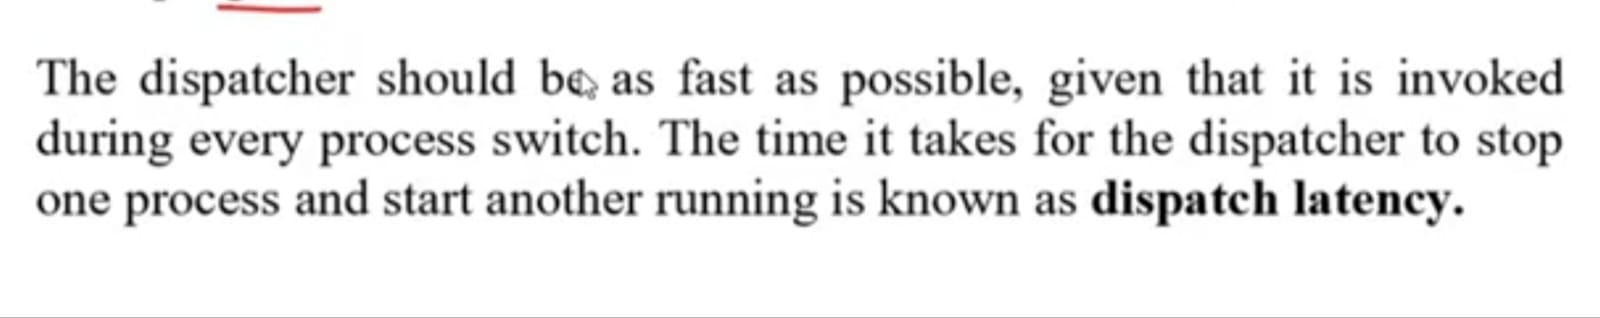 The dispatcher should be as fast as possible, given that it is invoked
during every process switch. The time it takes for the dispatcher to stop
one process and start another running is known as dispatch latency.